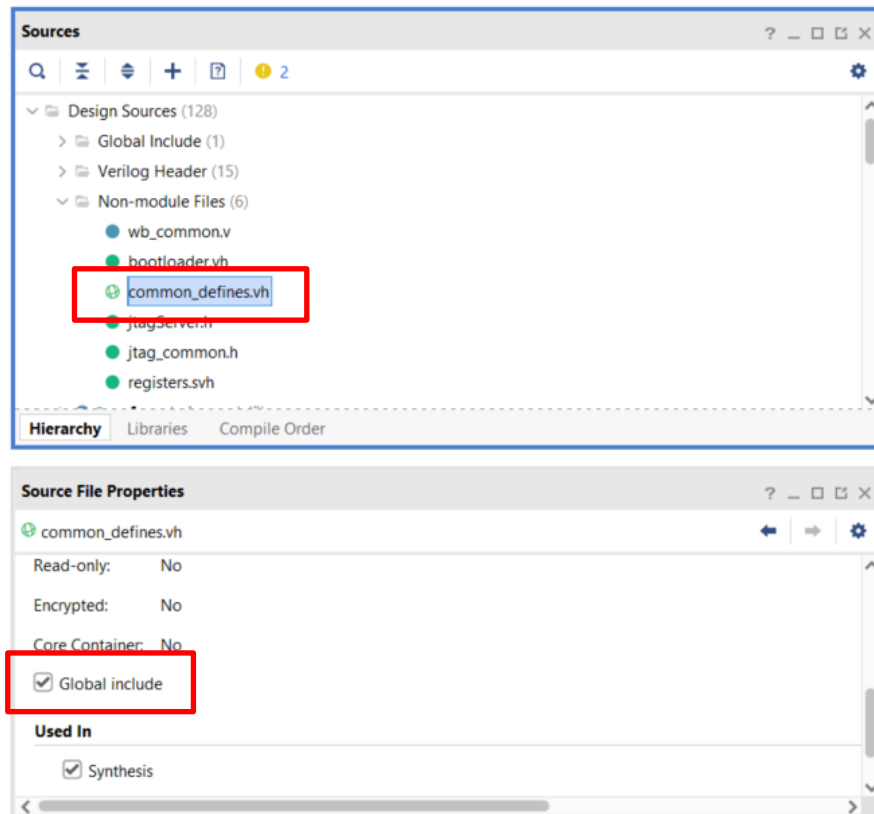 Sources
? _
2
Design Sources (128)
Global Include (1)
Verilog Header (15)
Non-module Files (6)
wb_common.v
bootloader.vh
common_defines.vh
jtagServer.h
jtag_common.h
registers.svh
Hierarchy Libraries Compile Order
Source File Properties
? _
common_defines.vh
Read-only: No
Encrypted: No
Core Container: No
Global include
Used In
Synthesis